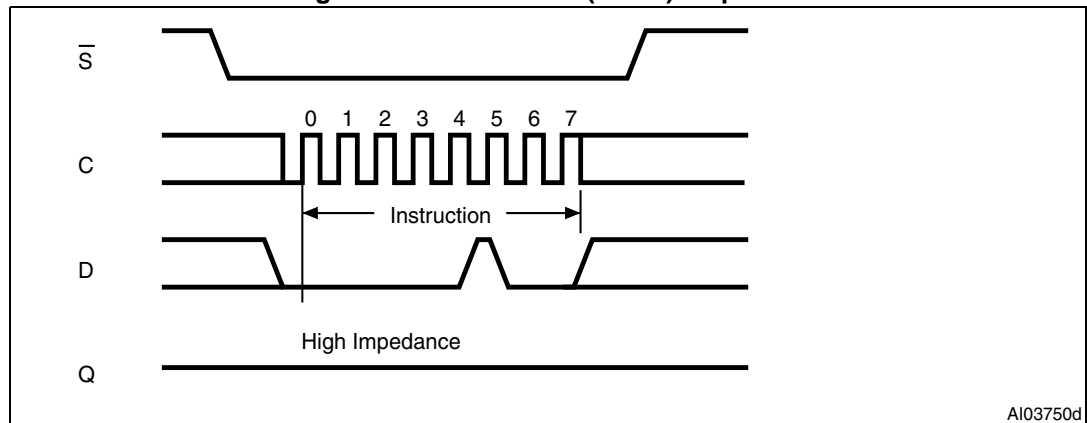 S̅
0 1 2 3 4 5 6 7
C
Instruction
D
High Impedance
Q
AI03750d